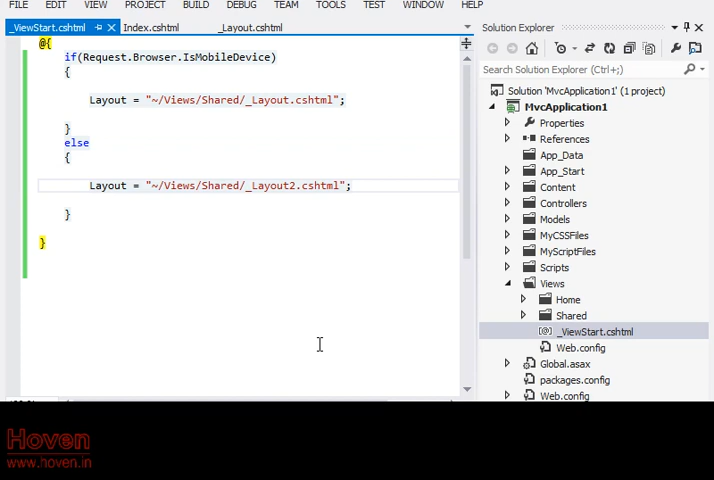 FILE EDIT VIEW PROJECT BUILD DEBUG TEAM TOOLS TEST WINDOW HELP
_ViewStart.cshtml Index.cshtml _Layout.cshtml
@{
if(Request.Browser.IsMobileDevice)
{
Layout = "~/Views/Shared/_Layout.cshtml";
}
else
{
Layout = "~/Views/Shared/_Layout2.cshtml";
}
}
Solution Explorer
Search Solution Explorer (Ctrl+;)
Solution 'MvcApplication1' (1 project)
MvcApplication1
Properties
References
App_Data
App_Start
Content
Controllers
Models
MyCSSFiles
MyScriptFiles
Scripts
Views
Home
Shared
_ViewStart.cshtml
Web.config
Global.asax
packages.config
Web.config
Hoven
www.hoven.in